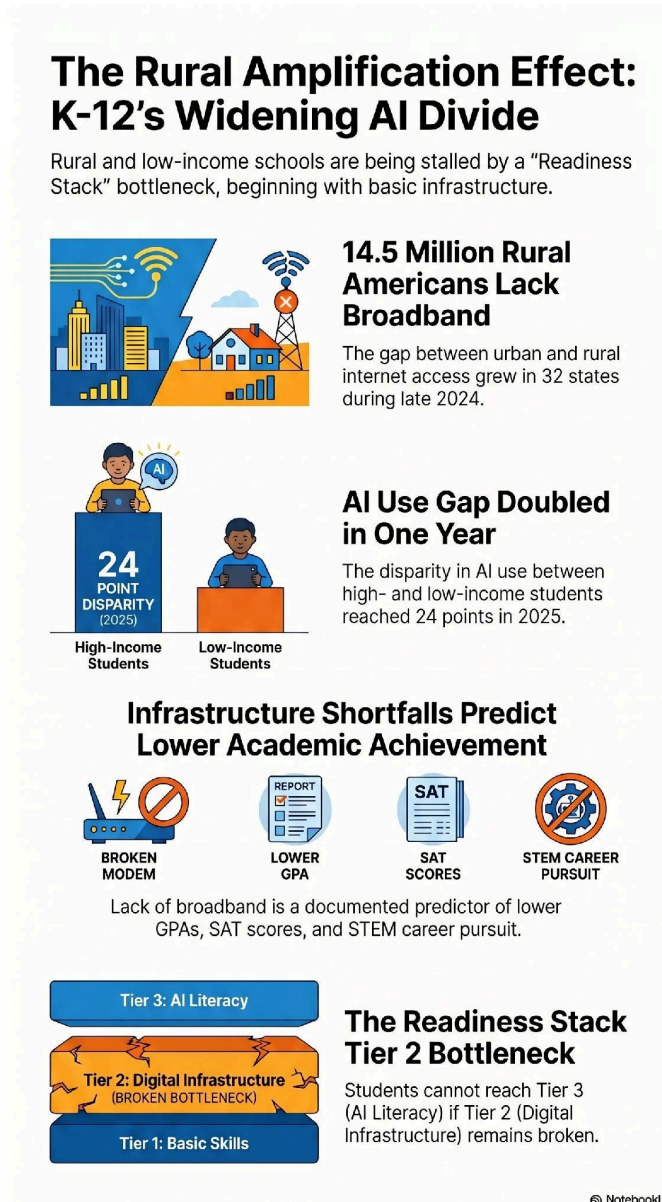 The Rural Amplification Effect:
K-12's Widening AI Divide
Rural and low-income schools are being stalled by a “Readiness
Stack” bottleneck, beginning with basic infrastructure.
14.5 Million Rural
Americans Lack
Broadband
The gap between urban and rural
internet access grew in 32 states
during late 2024.
AI
24
POINT
DISPARITY
(2025)
High-Income
Students
Low-Income
Students
AI Use Gap Doubled
in One Year
The disparity in AI use between
high- and low-income students
reached 24 points in 2025.
Infrastructure Shortfalls Predict
Lower Academic Achievement
BROKEN
MODEM
REPORT
LOWER
GPA
SAT
SAT
SCORES
STEM CAREER
PURSUIT
Lack of broadband is a documented predictor of lower
GPAs, SAT scores, and STEM career pursuit.
Tier 3: AI Literacy
Tier 2: Digital Infrastructure
(BROKEN BOTTLENECK)
Tier 1: Basic Skills
The Readiness Stack
Tier 2 Bottleneck
Students cannot reach Tier 3
(AI Literacy) if Tier 2 (Digital
Infrastructure) remains broken.